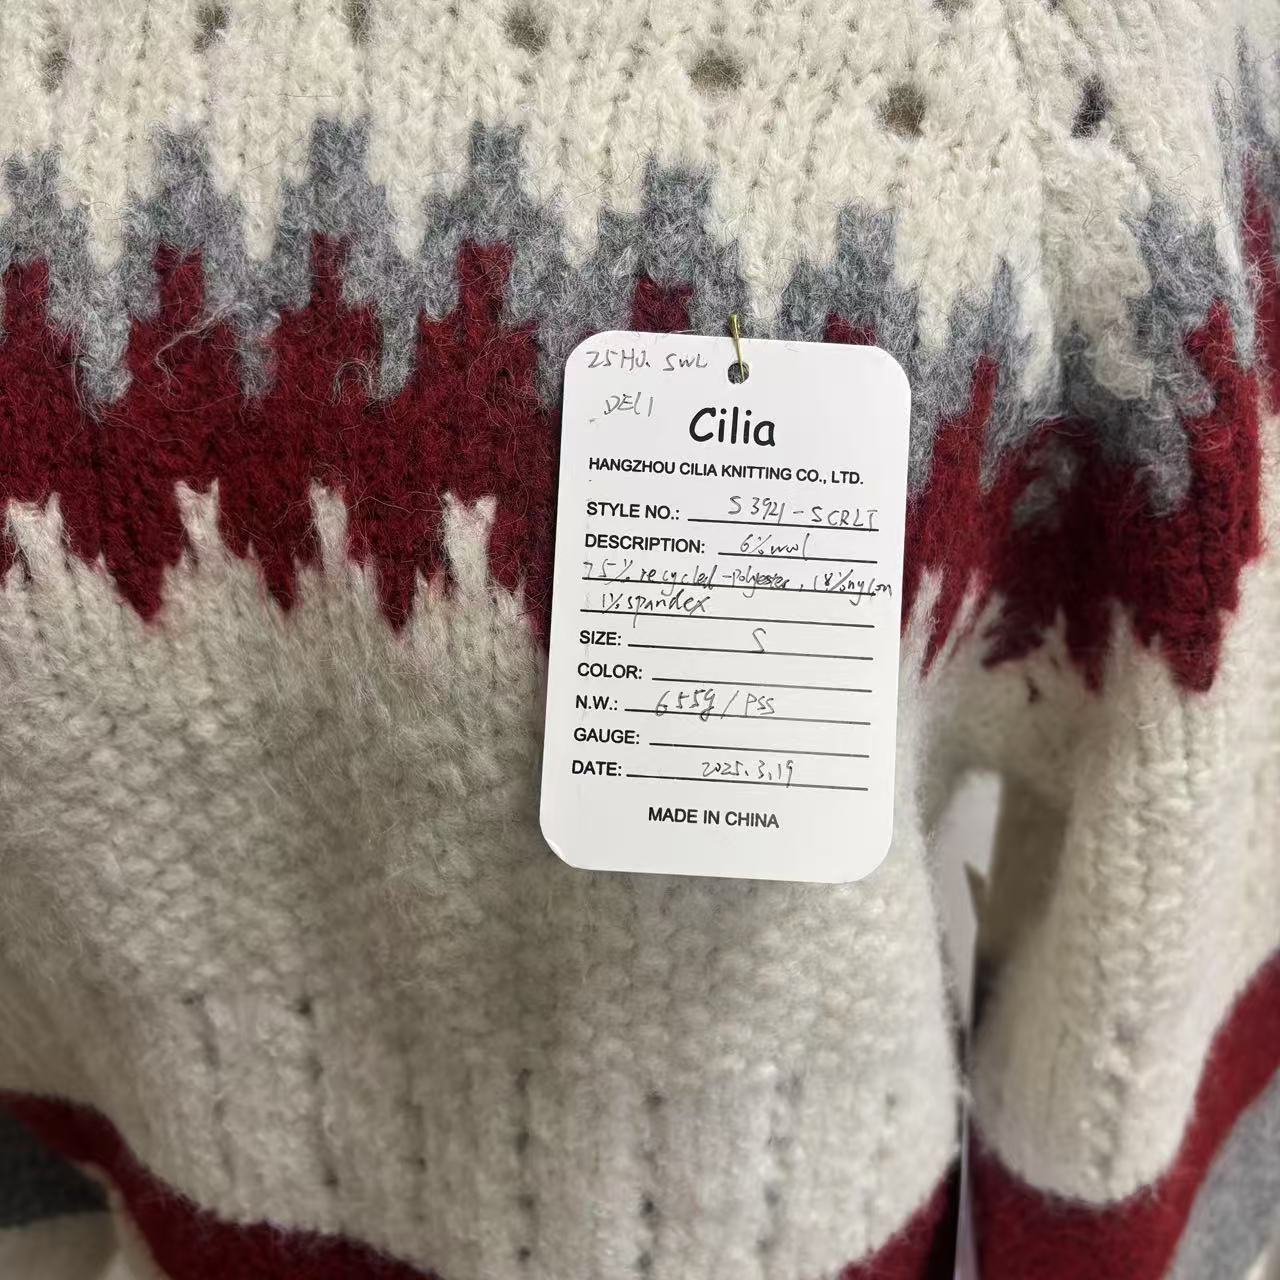 25HO. SWL
DEL1
Cilia
HANGZHOU CILIA KNITTING CO., LTD.
STYLE NO.: S3921-SCRLT
DESCRIPTION: 6% wool
75% recycled-polyester, 18% nylon
1% spandex
SIZE: S
COLOR:
N.W.: 655g / PSS
GAUGE:
DATE: 2025.3.19
MADE IN CHINA